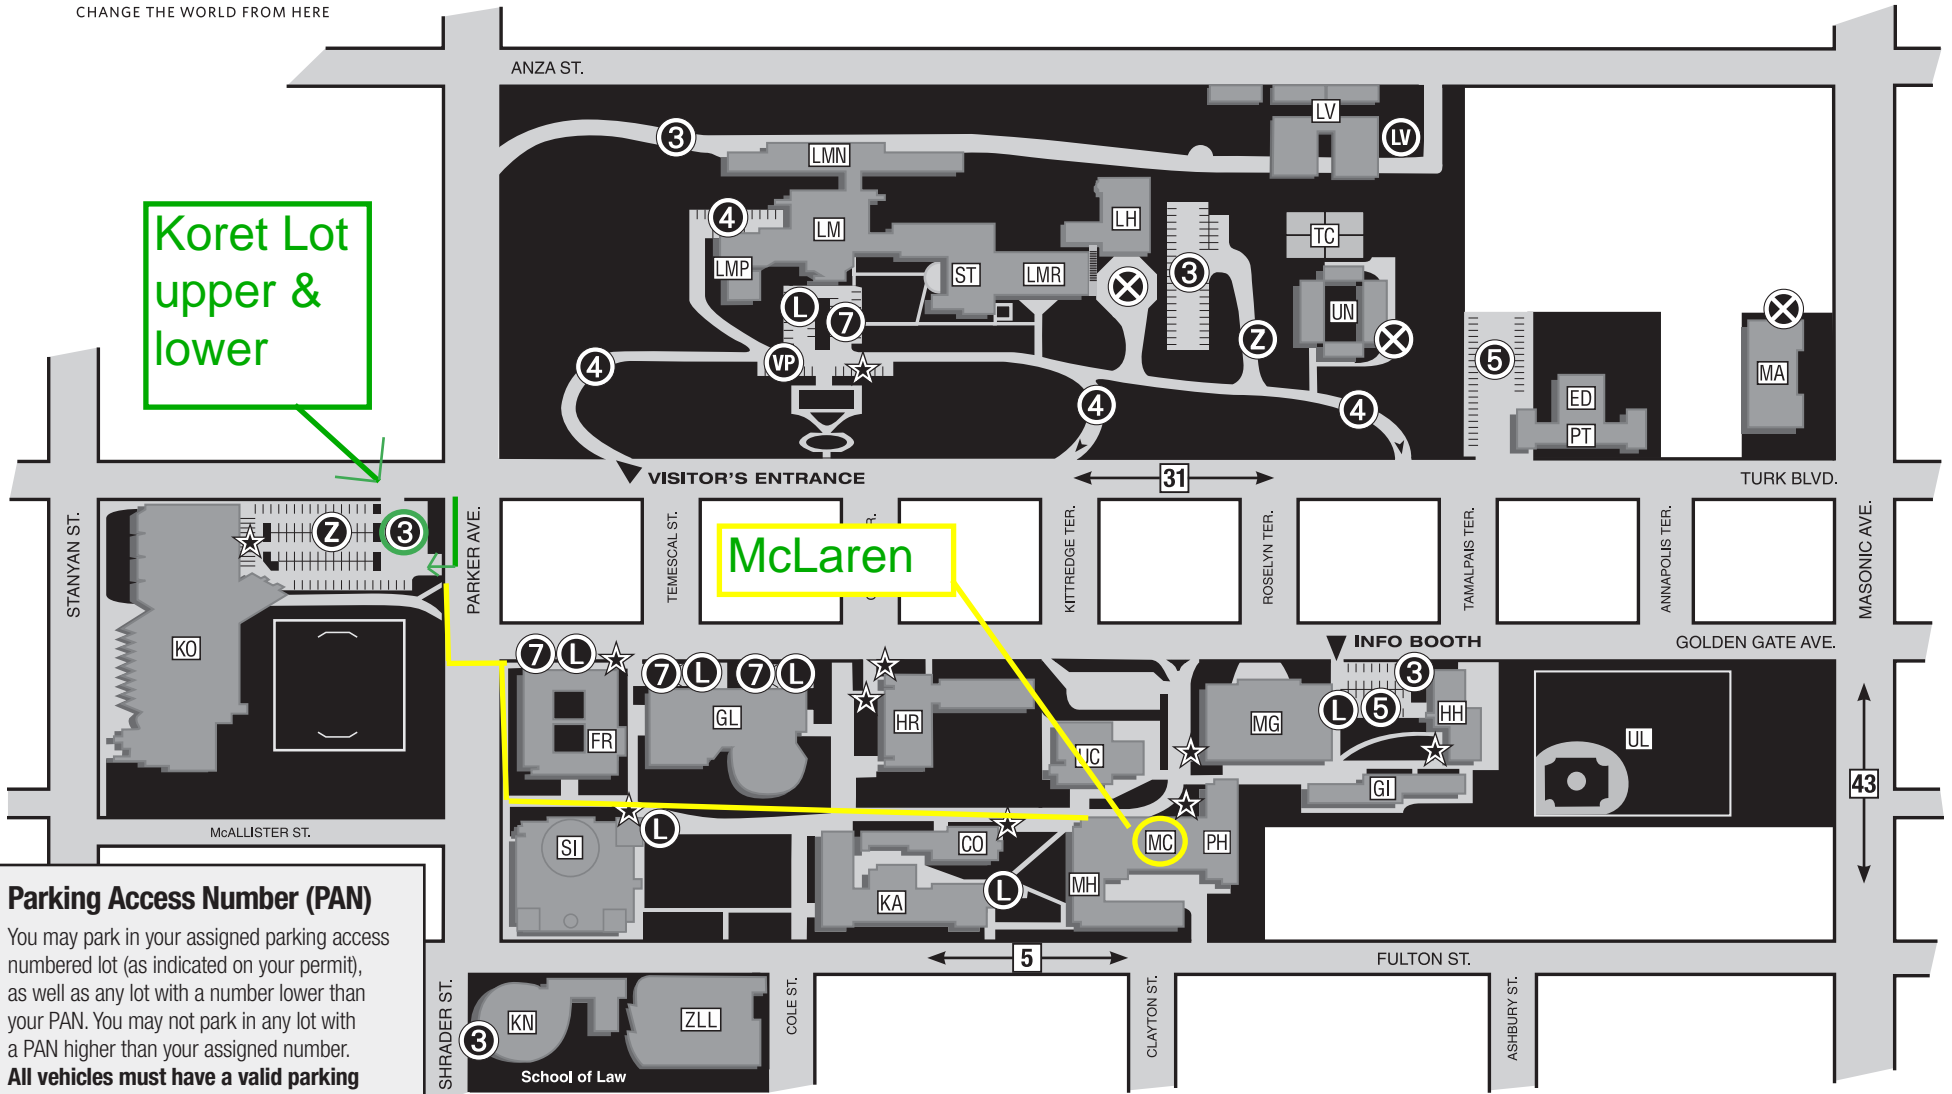 CHANGE THE WORLD FROM HERE
ANZA ST.
LV
3
LV
LMN
Koret Lot
upper &
lower
4
LM
LH
TC
LMP
ST
LMR
3
L
7
UN
Z
VP
4
5
MA
ED
4
4
PT
VISITOR'S ENTRANCE
31
TURK BLVD.
STANYAN ST.
Z
3
PARKER AVE.
TEMESCAL ST.
R.
KITTREDGE TER.
ROSELYN TER.
TAMALPAIS TER.
ANNAPOLIS TER.
MASONIC AVE.
McLaren
KO
INFO BOOTH
GOLDEN GATE AVE.
7
L
7
L
7
L
3
GL
HR
MG
L
5
HH
FR
UC
UL
GI
43
McALLISTER ST.
L
SI
CO
MC
PH
MH
L
KA
Parking Access Number (PAN)
You may park in your assigned parking access
numbered lot (as indicated on your permit),
as well as any lot with a number lower than
your PAN. You may not park in any lot with
a PAN higher than your assigned number.
All vehicles must have a valid parking
5
FULTON ST.
SHRADER ST.
KN
ZLL
3
School of Law
COLE ST.
CLAYTON ST.
ASHBURY ST.